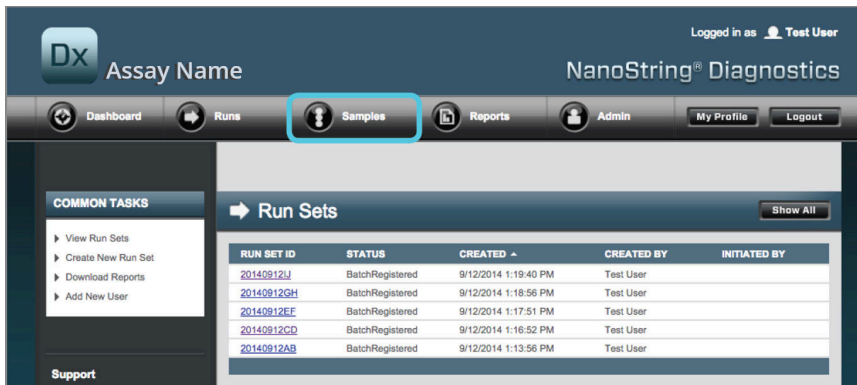 Logged in as Test User
Dx Assay Name
NanoString® Diagnostics
Dashboard Runs Samples Reports Admin My Profile Logout
COMMON TASKS
View Run Sets
Create New Run Set
Download Reports
Add New User
Support
Run Sets Show All
RUN SET ID STATUS CREATED CREATED BY INITIATED BY
20140912IJ BatchRegistered 9/12/2014 1:19:40 PM Test User
20140912GH BatchRegistered 9/12/2014 1:18:56 PM Test User
20140912EF BatchRegistered 9/12/2014 1:17:51 PM Test User
20140912CD BatchRegistered 9/12/2014 1:16:52 PM Test User
20140912AB BatchRegistered 9/12/2014 1:13:56 PM Test User